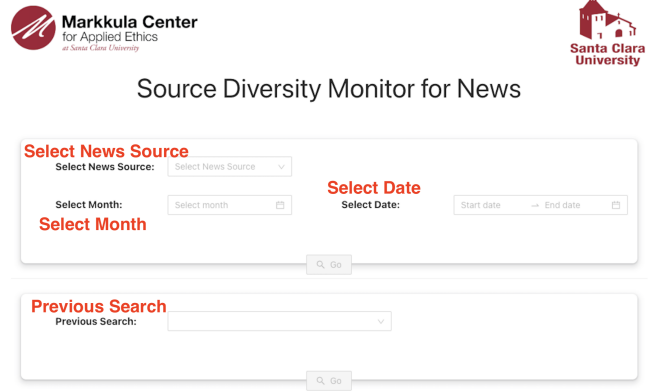 Markkula Center
for Applied Ethics
at Santa Clara University
Santa Clara
University
Source Diversity Monitor for News
Select News Source
Select News Source: Select News Source
Select Date
Select Month: Select month Select Date: Start date → End date
Select Month
Go
Previous Search
Previous Search:
Go